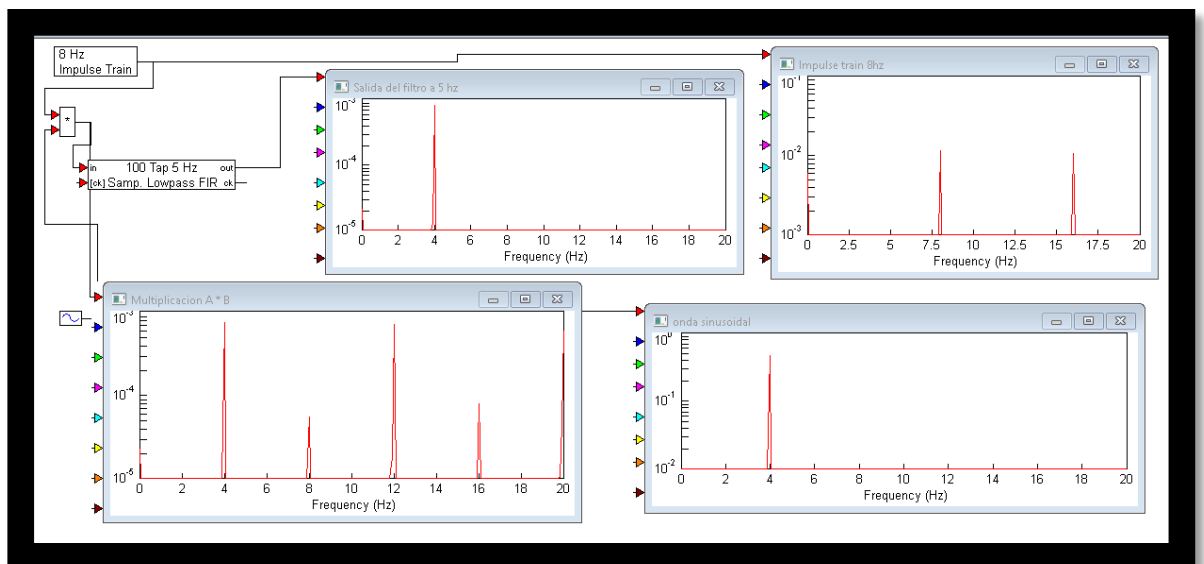 8 Hz
Impulse Train
*
in 100 Tap 5 Hz out
[ck] Samp. Lowpass FIR ck
Salida del filtro a 5 hz
10-3
10-4
10-5
0 2 4 6 8 10 12 14 16 18 20
Frequency (Hz)
Impulse train 8hz
10-1
10-2
10-3
0 2.5 5 7.5 10 12.5 15 17.5 20
Frequency (Hz)
Multiplicacion A * B
10-3
10-4
10-5
0 2 4 6 8 10 12 14 16 18 20
Frequency (Hz)
onda sinusoidal
100
10-1
10-2
0 2 4 6 8 10 12 14 16 18 20
Frequency (Hz)